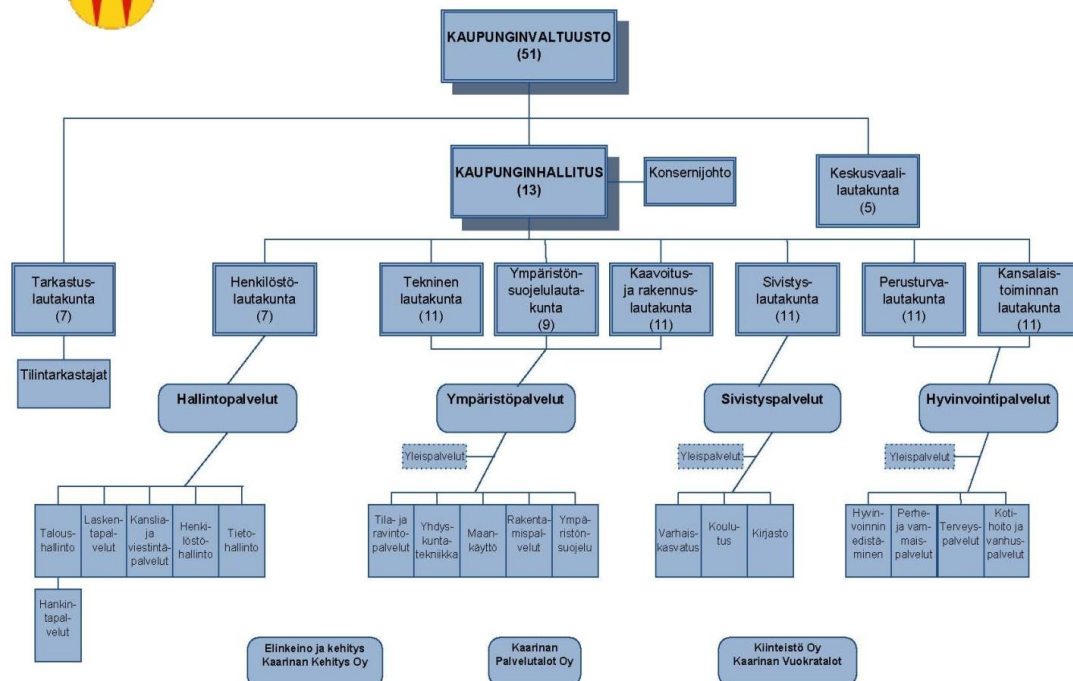 KAUPUNGINVALTUUSTO
(51)
KAUPUNGINHALLITUS
(13)
Konsernijohto
Keskusvaali-
lautakunta
(5)
Tarkastus-
lautakunta
(7)
Henkilöstö-
lautakunta
(7)
Tekninen
lautakunta
(11)
Ympäristön-
suojelulauta-
kunta
(9)
Kaavoitus-
ja rakennus-
lautakunta
(11)
Sivistys-
lautakunta
(11)
Perusturva-
lautakunta
(11)
Kansalais-
toiminnan
lautakunta
(11)
Tilintarkastajat
Hallintopalvelut
Ympäristöpalvelut
Sivistyspalvelut
Hyvinvointipalvelut
Yleispalvelut
Yleispalvelut
Yleispalvelut
Talous-
hallinto
Lasken-
tapal-
velut
Kanslia-
ja
viestintä-
palvelut
Henki-
löstö-
hallinto
Tieto-
hallinto
Tila- ja
ravinto-
palvelut
Yhdys-
kunta-
tekniikka
Maan-
käyttö
Raken-
tamispal-
velut
Ympä-
ristön-
suojelu
Varhais-
kasvatus
Koulu-
tus
Kirjasto
Hyvin-
voinnin
edistä-
minen
Perhe-
ja vam-
mais-
palvelut
Terveys-
palvelut
Koti-
hoito ja
vanhus-
palvelut
Hankin-
tapal-
velut
Elinkeino ja kehitys
Kaarinan Kehitys Oy
Kaarinan
Palvelutalot Oy
Kiinteistö Oy
Kaarinan Vuokratalot